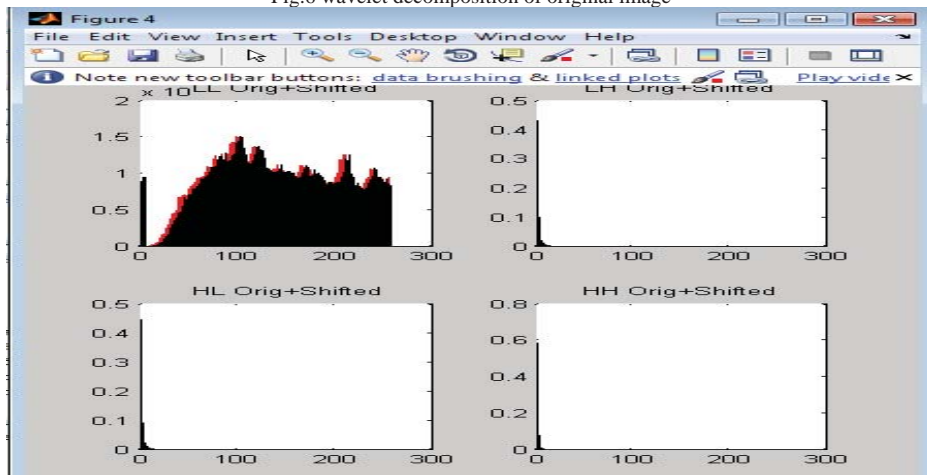 Fig.8 wavelet decomposition of original image
Figure 4
File Edit View Insert Tools Desktop Window Help
Note new toolbar buttons: data brushing & linked plots Play vide
x 10
LL Orig+Shifted
2
1.5
1
0.5
0
0 100 200 300
LH Orig+Shifted
0.5
0.4
0.3
0.2
0.1
0
0 100 200 300
HL Orig+Shifted
0.5
0.4
0.3
0.2
0.1
0
0 100 200 300
HH Orig+Shifted
0.8
0.6
0.4
0.2
0
0 100 200 300